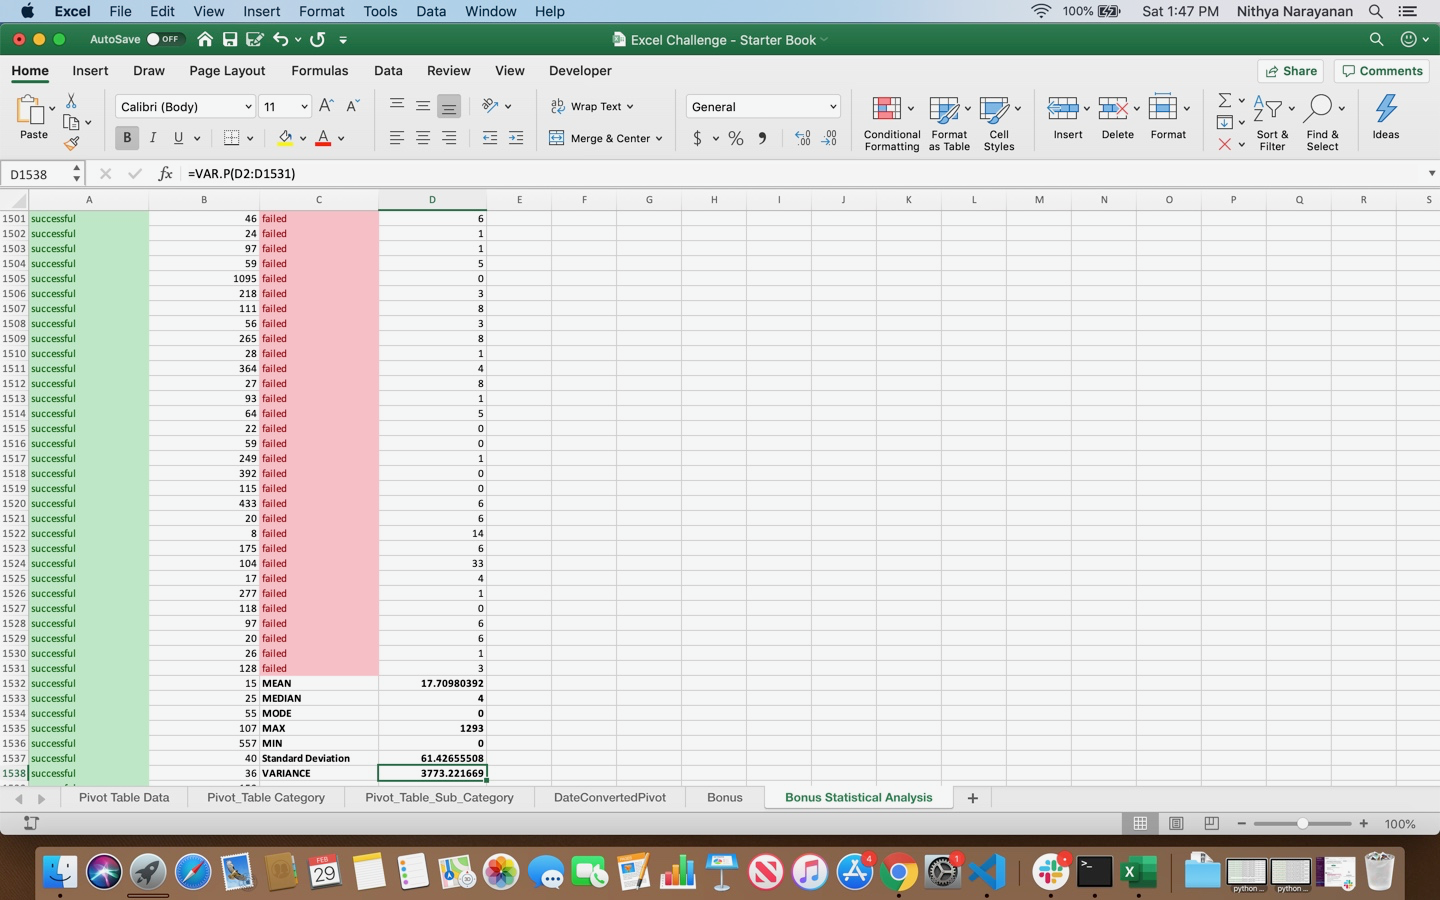 Excel File Edit View Insert Format Tools Data Window Help 100% Sat 1:47 PM Nithya Narayanan
AutoSave OFF Excel Challenge - Starter Book
Home Insert Draw Page Layout Formulas Data Review View Developer Share Comments
Calibri (Body) 11 A^ A ab Wrap Text General
Paste B I U A Merge & Center $ % Conditional Formatting Format as Table Cell Styles Insert Delete Format Sort & Filter Find & Select Ideas
D1538 fx =VAR.P(D2:D1531)
A B C D E F G H I J K L M N O P Q R S
1501 successful 46 failed 6
1502 successful 24 failed 1
1503 successful 97 failed 1
1504 successful 59 failed 5
1505 successful 1095 failed 0
1506 successful 218 failed 3
1507 successful 111 failed 8
1508 successful 56 failed 3
1509 successful 265 failed 8
1510 successful 28 failed 1
1511 successful 364 failed 4
1512 successful 27 failed 8
1513 successful 93 failed 1
1514 successful 64 failed 5
1515 successful 22 failed 0
1516 successful 59 failed 0
1517 successful 249 failed 1
1518 successful 392 failed 0
1519 successful 115 failed 0
1520 successful 433 failed 6
1521 successful 20 failed 6
1522 successful 8 failed 14
1523 successful 175 failed 6
1524 successful 104 failed 33
1525 successful 17 failed 4
1526 successful 277 failed 1
1527 successful 118 failed 0
1528 successful 97 failed 6
1529 successful 20 failed 6
1530 successful 26 failed 1
1531 successful 128 failed 3
1532 successful 15 MEAN 17.70980392
1533 successful 25 MEDIAN 4
1534 successful 55 MODE 0
1535 successful 107 MAX 1293
1536 successful 557 MIN 0
1537 successful 40 Standard Deviation 61.42655508
1538 successful 36 VARIANCE 3773.221669
Pivot Table Data Pivot_Table Category Pivot_Table_Sub_Category DateConvertedPivot Bonus Bonus Statistical Analysis +
100%
FEB 29 4 1
python ... python ...